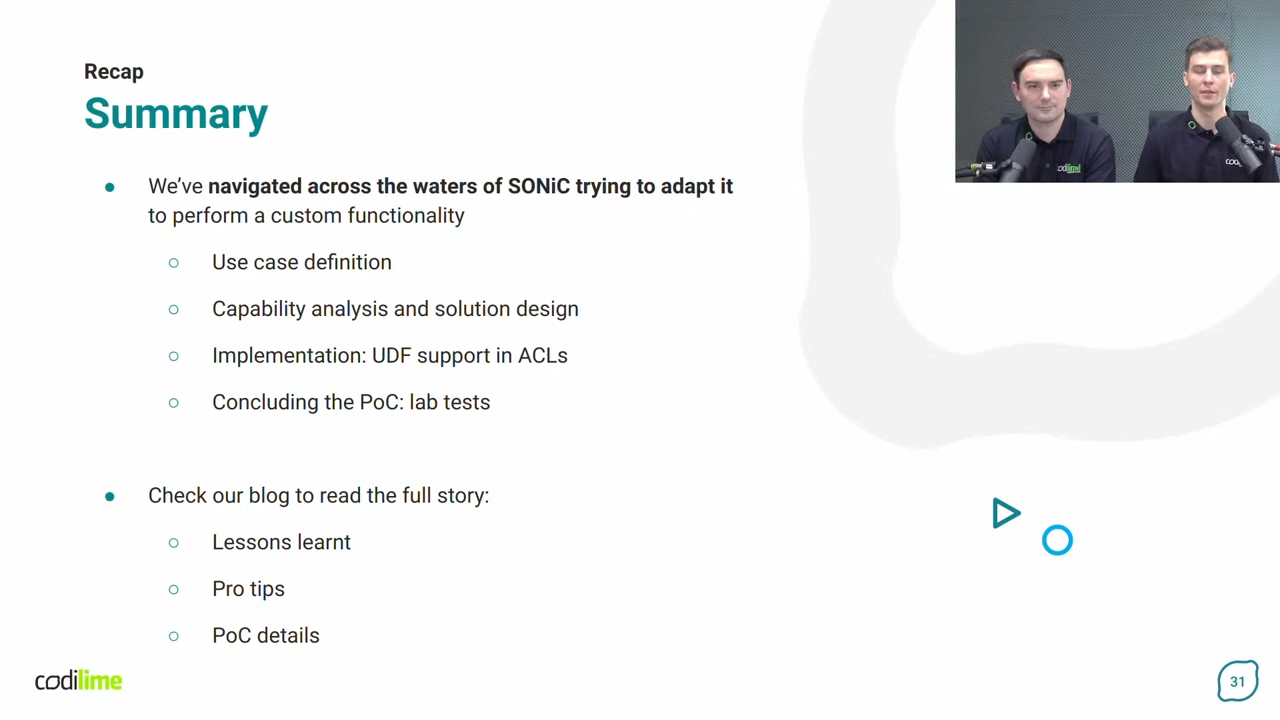 Recap
Summary
We've navigated across the waters of SONiC trying to adapt it
to perform a custom functionality
Use case definition
Capability analysis and solution design
Implementation: UDF support in ACLs
Concluding the PoC: lab tests
Check our blog to read the full story:
Lessons learnt
Pro tips
PoC details
codilime
31